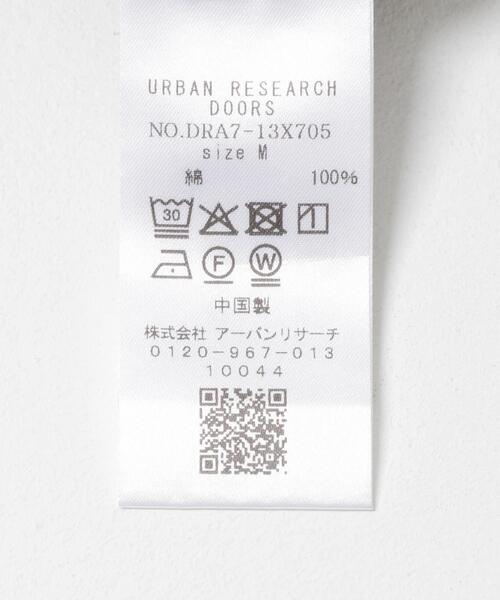 URBAN RESEARCH
DOORS
NO.DRA7-13X705
size M
綿 100%
30
F W
中国製
株式会社 アーバンリサーチ
0120-967-013
10044